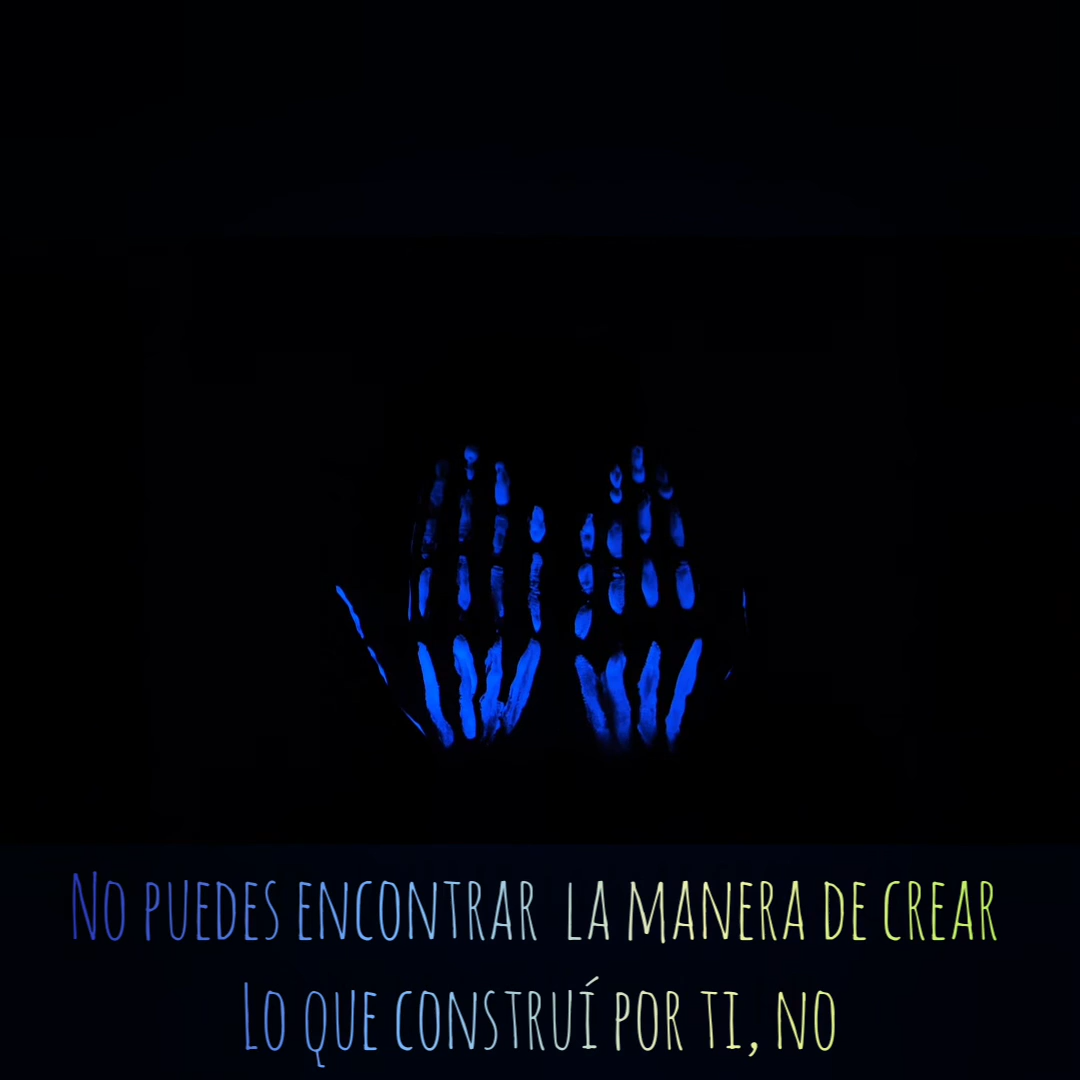 No puedes encontrar la manera de crear
Lo que construí por ti, no